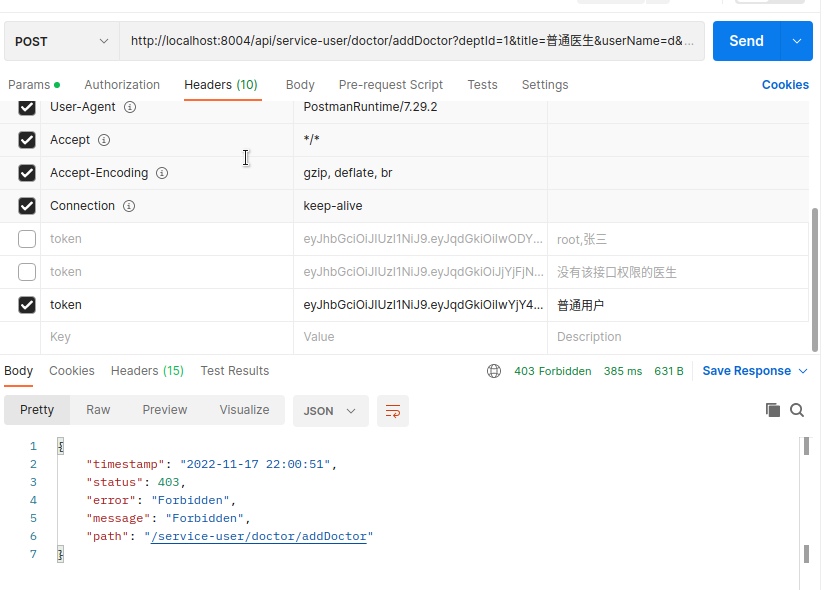 POST http://localhost:8004/api/service-user/doctor/addDoctor?deptId=1&title=普通医生&userName=d&... Send
Params Authorization Headers (10) Body Pre-request Script Tests Settings Cookies
User-Agent PostmanRuntime/7.29.2
Accept */*
Accept-Encoding gzip, deflate, br
Connection keep-alive
token eyJhbGciOiJIUzI1NiJ9.eyJqdGkiOiIwODY... root,张三
token eyJhbGciOiJIUzI1NiJ9.eyJqdGkiOiJjYjFjN... 没有该接口权限的医生
token eyJhbGciOiJIUzI1NiJ9.eyJqdGkiOiIwYjY4... 普通用户
Key Value Description
Body Cookies Headers (15) Test Results 403 Forbidden 385 ms 631 B Save Response
Pretty Raw Preview Visualize JSON
1 {
2 "timestamp": "2022-11-17 22:00:51",
3 "status": 403,
4 "error": "Forbidden",
5 "message": "Forbidden",
6 "path": "/service-user/doctor/addDoctor"
7 }